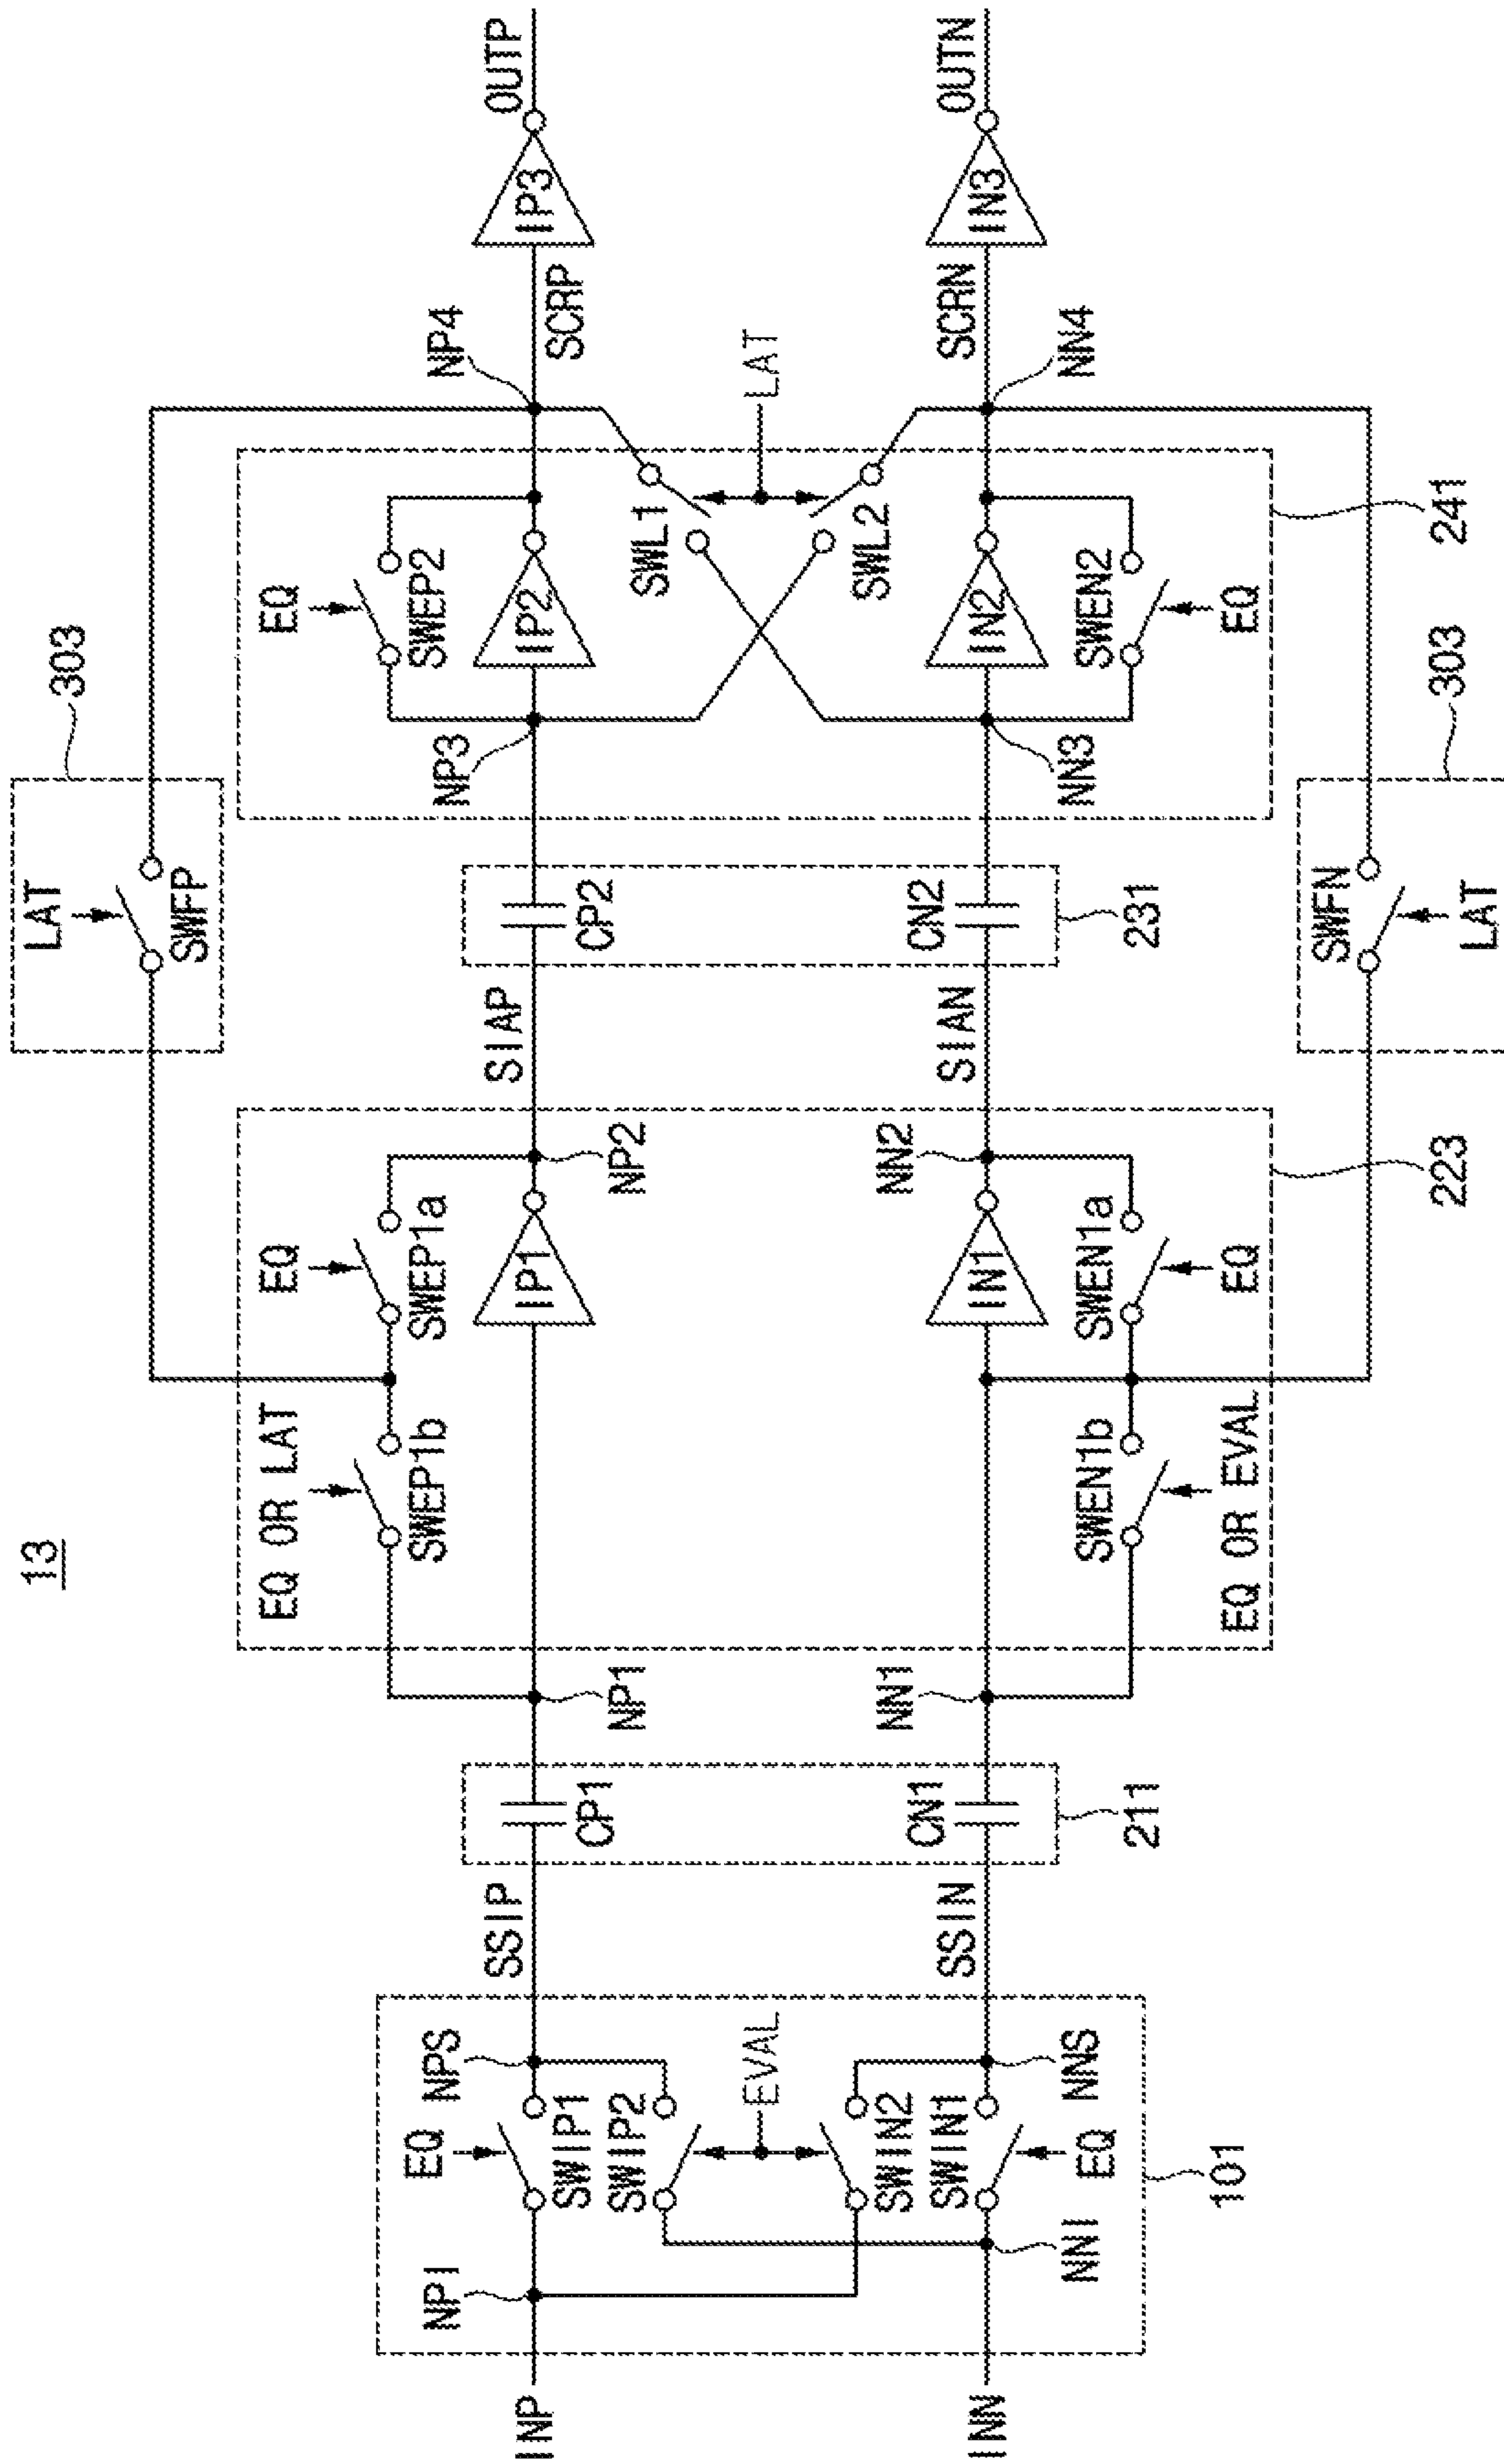 13
303
LAT
SWFP
EQ OR LAT
EQ
EQ
SWEP1b
SWEP1a
SWEP2
NPI
EQ
NPS
NP3
NP4
INP
SSIP
SIAP
OUTP
IP1
IP2
IP3
SWIP1
CP1
NP1
NP2
CP2
SCRP
SWIP2
SWL1
EVAL
LAT
SWIN2
SWL2
SWIN1
CN1
NN1
NN2
CN2
SCRN
INN
SSIN
SIAN
OUTN
IN1
IN2
IN3
NNI
EQ
NNS
SWEN1b
SWEN1a
NN3
SWEN2
NN4
211
231
101
EQ OR EVAL
EQ
EQ
SWFN
223
303
241
LAT